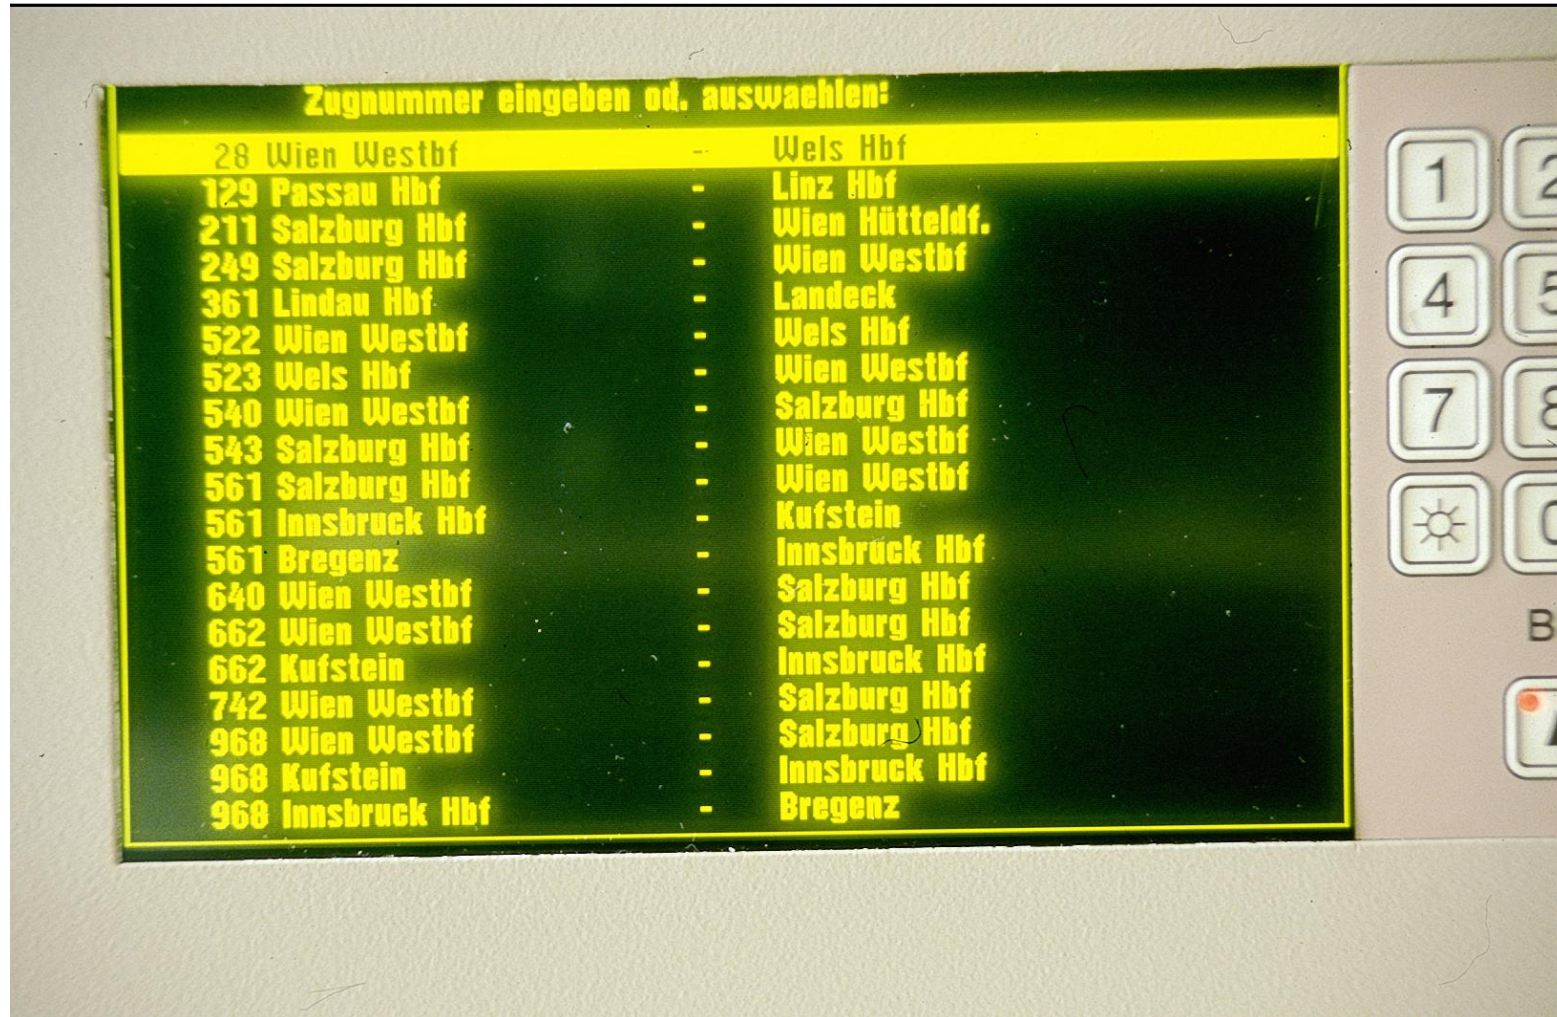 Zugnummer eingeben od. auswaehlen:
28 Wien Westbf - Wels Hbf
129 Passau Hbf - Linz Hbf
211 Salzburg Hbf - Wien Hütteldf.
249 Salzburg Hbf - Wien Westbf
361 Lindau Hbf - Landeck
522 Wien Westbf - Wels Hbf
523 Wels Hbf - Wien Westbf
540 Wien Westbf - Salzburg Hbf
543 Salzburg Hbf - Wien Westbf
561 Salzburg Hbf - Wien Westbf
561 Innsbruck Hbf - Kufstein
561 Bregenz - Innsbruck Hbf
640 Wien Westbf - Salzburg Hbf
662 Wien Westbf - Salzburg Hbf
662 Kufstein - Innsbruck Hbf
742 Wien Westbf - Salzburg Hbf
968 Wien Westbf - Salzburg Hbf
968 Kufstein - Innsbruck Hbf
968 Innsbruck Hbf - Bregenz
1 2
4 5
7 8
B